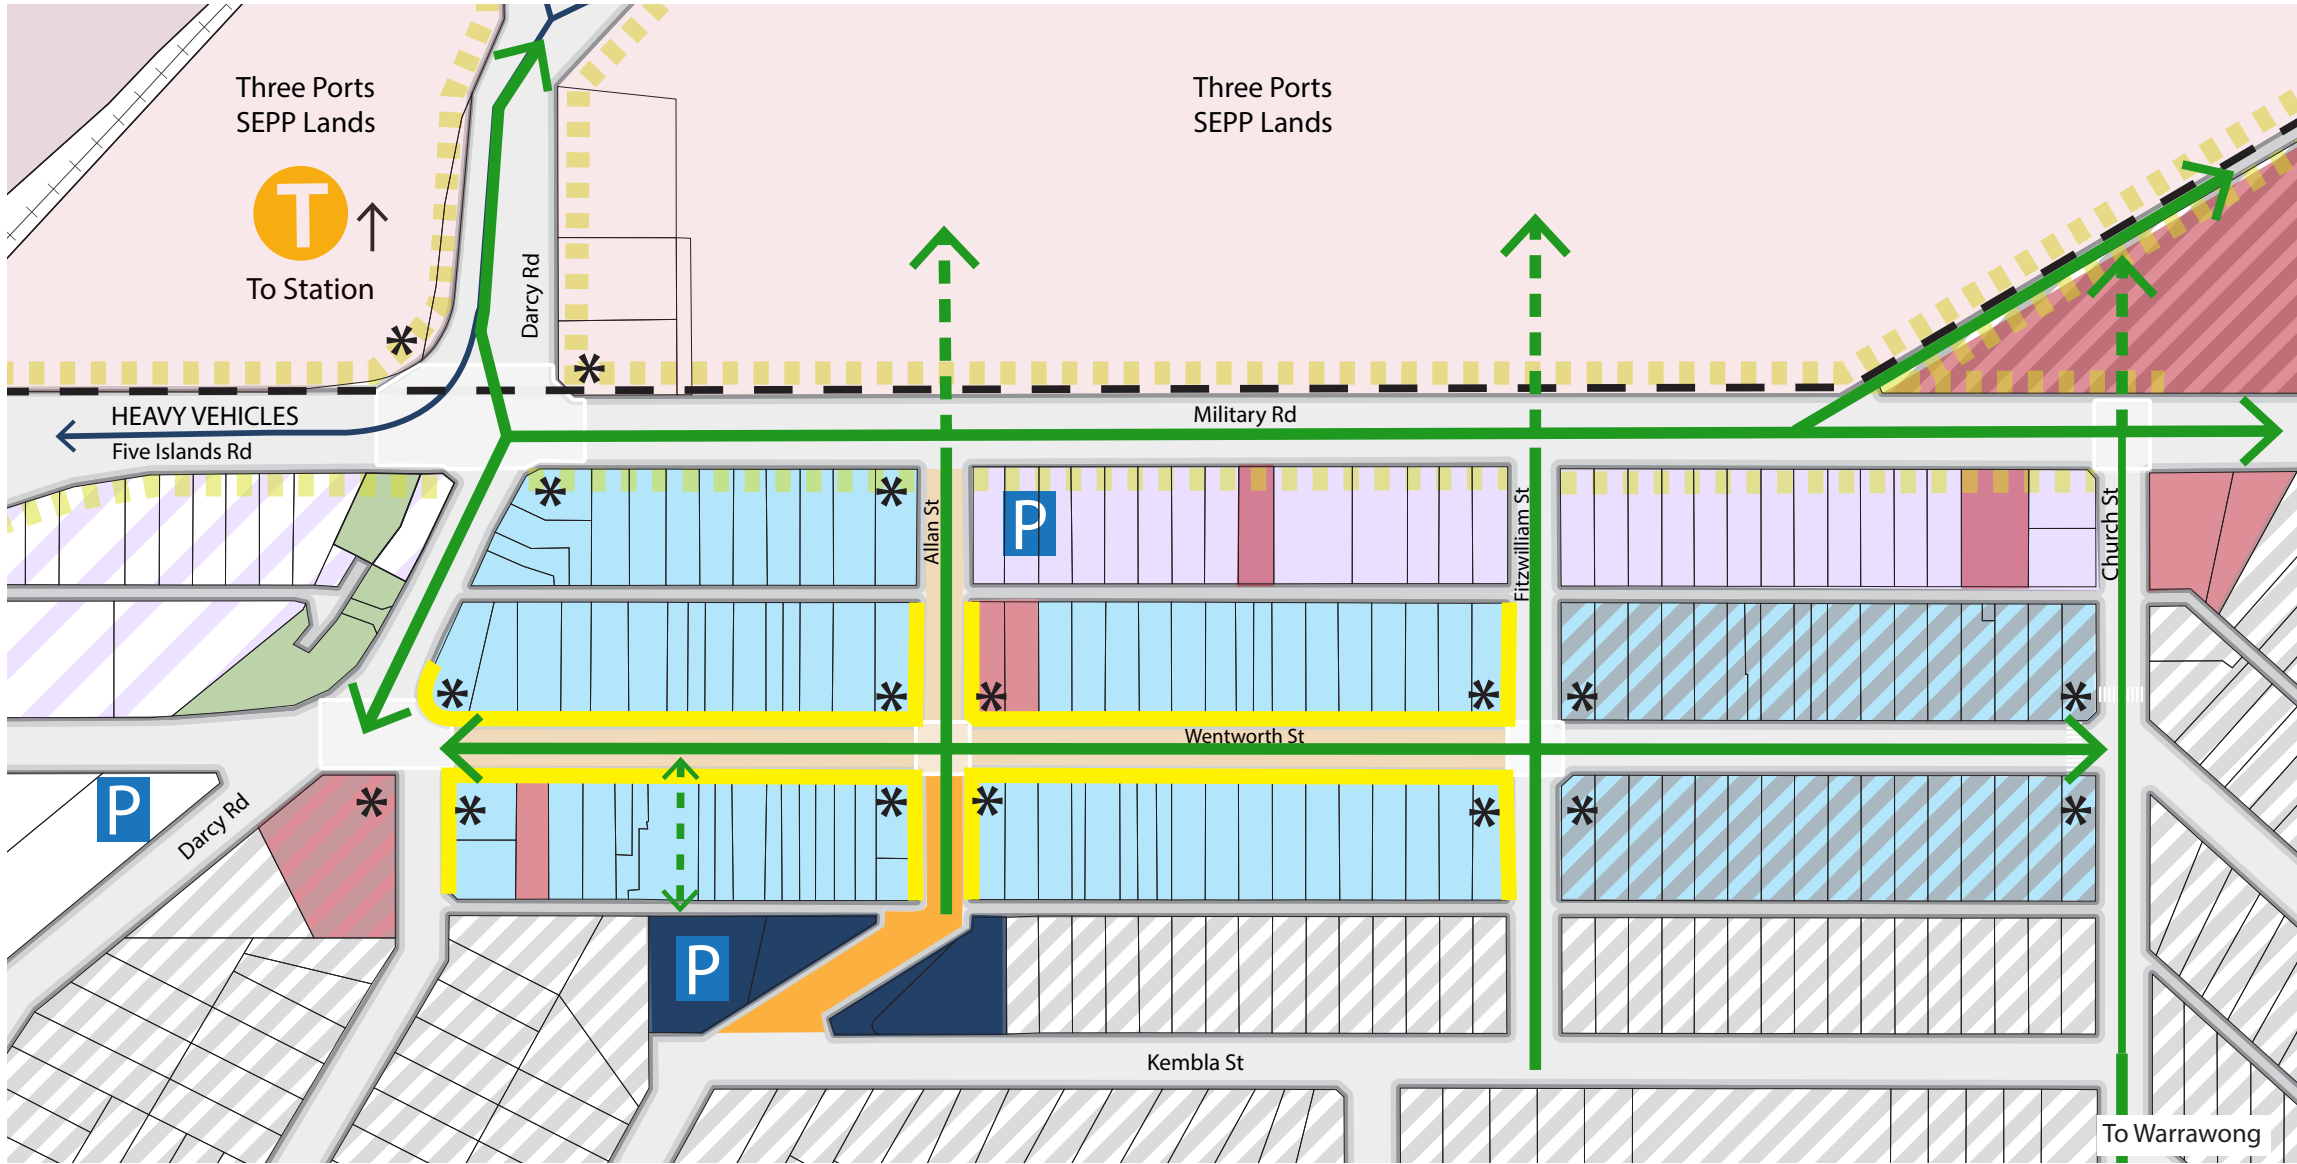 Three Ports
SEPP Lands
Three Ports
SEPP Lands
T
To Station
Darcy Rd
HEAVY VEHICLES
Five Islands Rd
Military Rd
P
Allan St
Fitzwilliam St
Church St
Wentworth St
P
Darcy Rd
P
Kembla St
To Warrawong